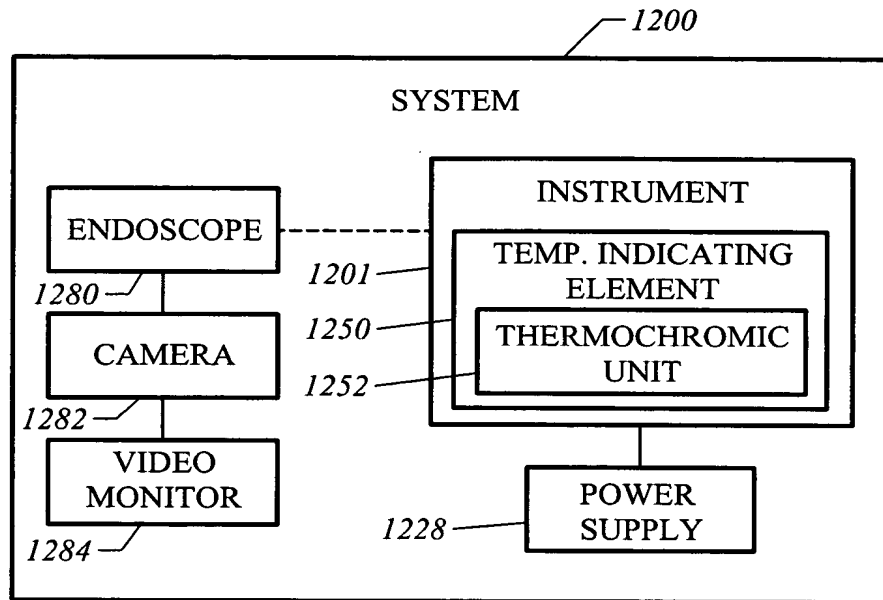 1200
SYSTEM
ENDOSCOPE
1280
CAMERA
1282
VIDEO
MONITOR
1284
INSTRUMENT
1201
TEMP. INDICATING
ELEMENT
1250
THERMOCHROMIC
UNIT
1252
POWER
SUPPLY
1228